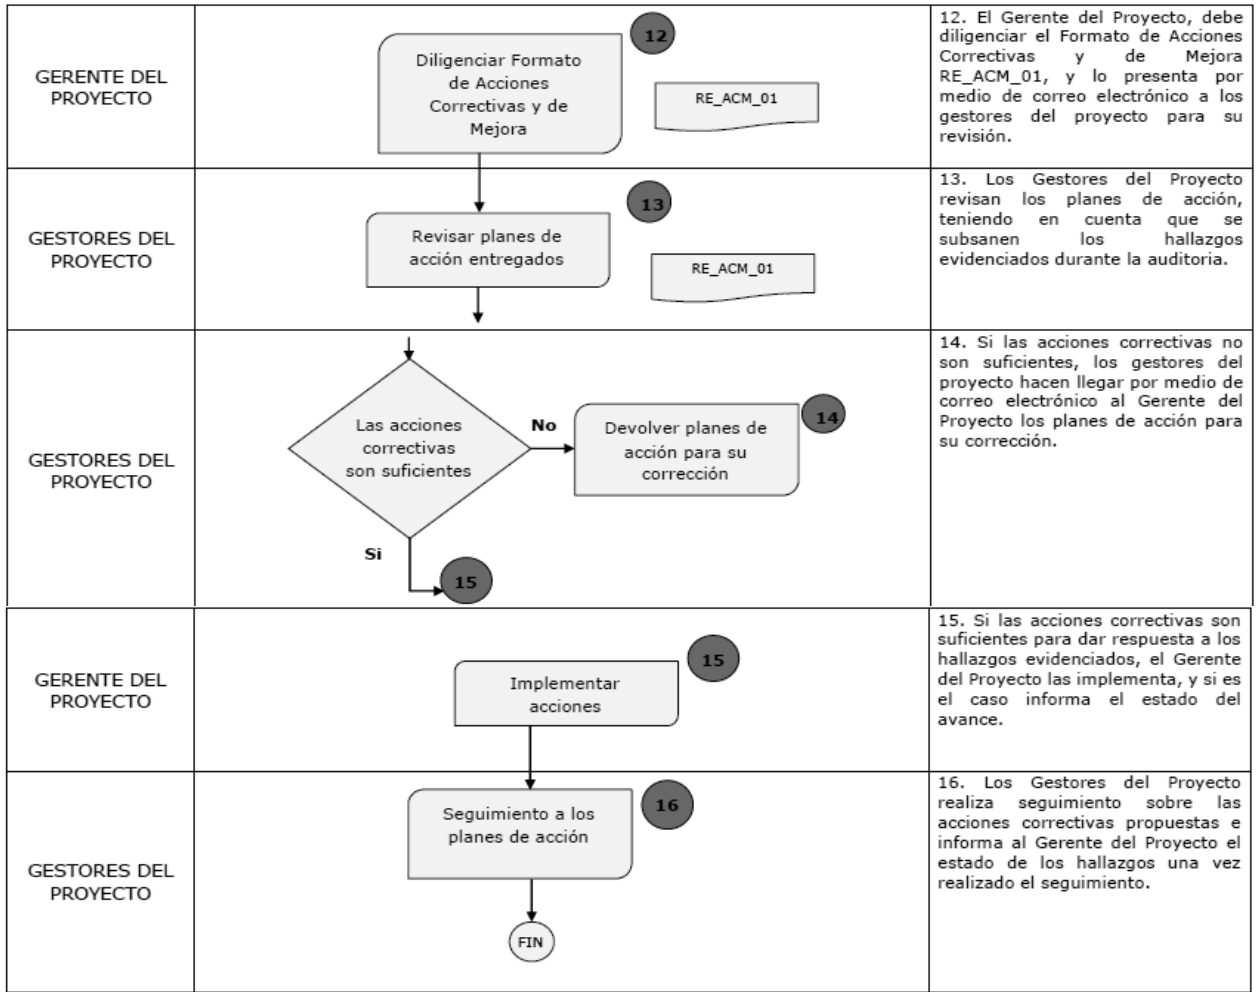 GERENTE DEL
PROYECTO
12
Diligenciar Formato
de Acciones
Correctivas y de
Mejora
RE_ACM_01
12. El Gerente del Proyecto, debe
diligenciar el Formato de Acciones
Correctivas y de Mejora
RE_ACM_01, y lo presenta por
medio de correo electrónico a los
gestores del proyecto para su
revisión.
GESTORES DEL
PROYECTO
13
Revisar planes de
acción entregados
RE_ACM_01
13. Los Gestores del Proyecto
revisan los planes de acción,
teniendo en cuenta que se
subsanen los hallazgos
evidenciados durante la auditoria.
GESTORES DEL
PROYECTO
Las acciones
correctivas
son suficientes
No
14
Devolver planes de
acción para su
corrección
Si
15
14. Si las acciones correctivas no
son suficientes, los gestores del
proyecto hacen llegar por medio de
correo electrónico al Gerente del
Proyecto los planes de acción para
su corrección.
GERENTE DEL
PROYECTO
15
Implementar
acciones
15. Si las acciones correctivas son
suficientes para dar respuesta a los
hallazgos evidenciados, el Gerente
del Proyecto las implementa, y si es
el caso informa el estado del
avance.
GESTORES DEL
PROYECTO
16
Seguimiento a los
planes de acción
FIN
16. Los Gestores del Proyecto
realiza seguimiento sobre las
acciones correctivas propuestas e
informa al Gerente del Proyecto el
estado de los hallazgos una vez
realizado el seguimiento.